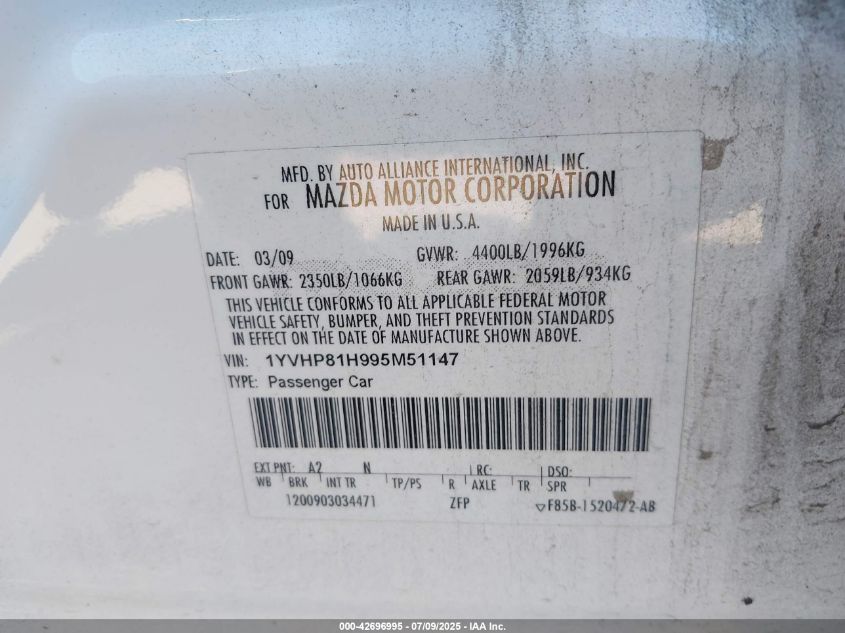 MFD. BY AUTO ALLIANCE INTERNATIONAL, INC.
FOR MAZDA MOTOR CORPORATION
MADE IN U.S.A.
DATE: 03/09 GVWR: 4400LB/1996KG
FRONT GAWR: 2350LB/1066KG REAR GAWR: 2059LB/934KG
THIS VEHICLE CONFORMS TO ALL APPLICABLE FEDERAL MOTOR
VEHICLE SAFETY, BUMPER, AND THEFT PREVENTION STANDARDS
IN EFFECT ON THE DATE OF MANUFACTURE SHOWN ABOVE.
VIN: 1YVHP81H995M51147
TYPE: Passenger Car
EXT PNT: A2 N RC: DSO:
WB BRK INT TR TP/PS R AXLE TR SPR
1200903034471 ZFP ▽F85B-1520472-AB
000-42696995 - 07/09/2025 - IAA Inc.